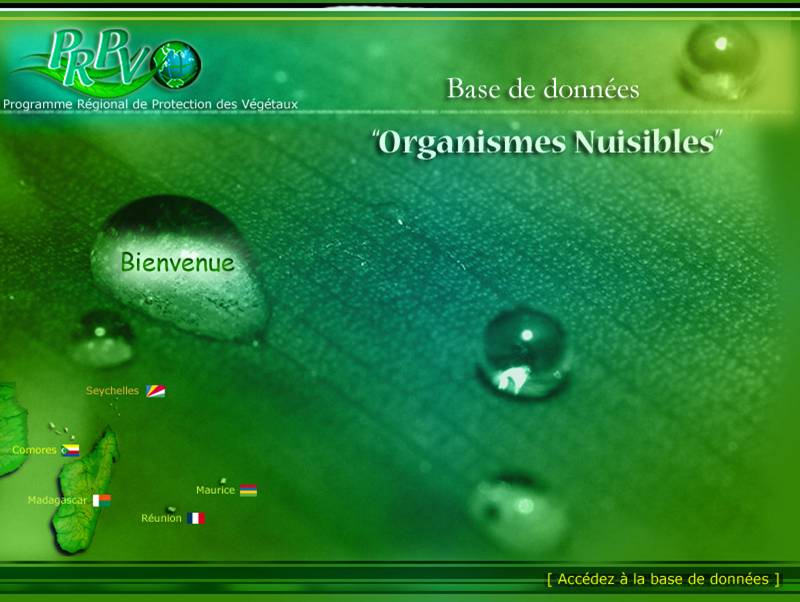 PRPV
Programme Régional de Protection des Végétaux
Base de données
“Organismes Nuisibles”
Bienvenue
Seychelles
Comores
Madagascar
Maurice
Réunion
[ Accédez à la base de données ]